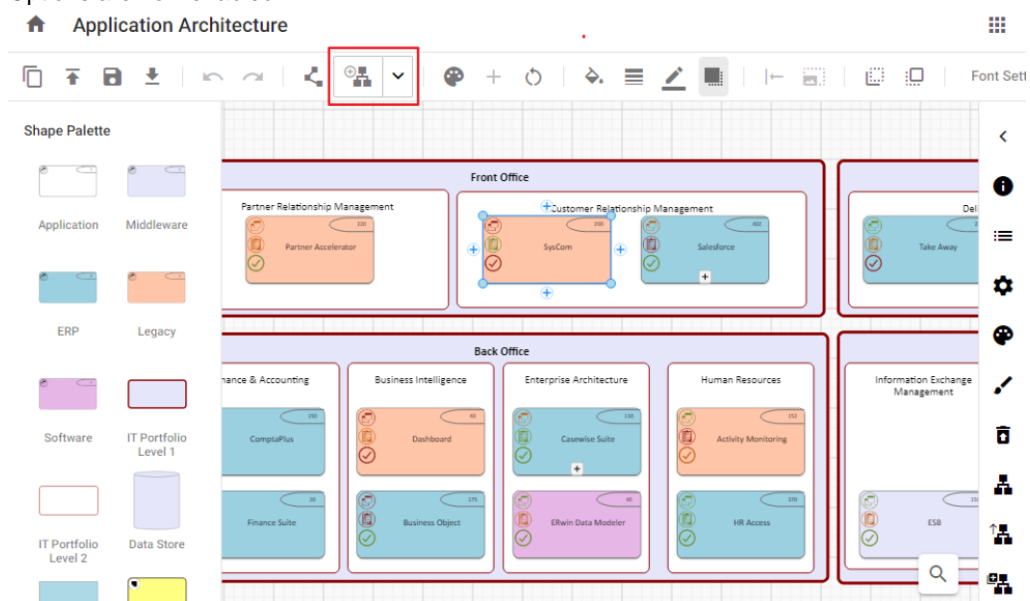 Application Architecture
Font Sett
Shape Palette
Application
Middleware
ERP
Legacy
Software
IT Portfolio
Level 1
IT Portfolio
Level 2
Data Store
Front Office
Partner Relationship Management
Partner Accelerator
Customer Relationship Management
SysCom
Salesforce
402
Del
Take Away
Back Office
nance & Accounting
ComptaPlus
Finance Suite
Business Intelligence
Dashboard
Business Object
175
Enterprise Architecture
Casewise Suite
ERwin Data Modeler
Human Resources
Activity Monitoring
HR Access
Information Exchange
Management
ESB